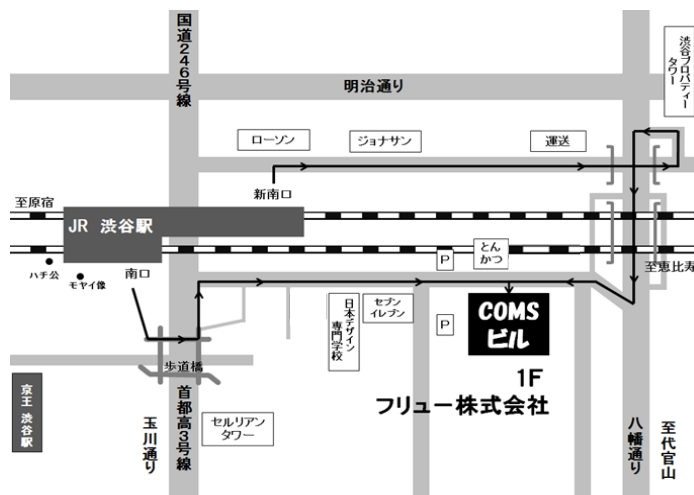 国道246号線
明治通り
渋谷プロパティー
タワー
ローソン
ジョナサン
運送
新南口
至原宿
JR 渋谷駅
とん
かつ
P
至恵比寿
ハチ公
モヤイ像
南口
日本デザイン
専門学校
セブン
イレブン
P
COMS
ビル
歩道橋
1F
フリュー株式会社
京王 渋谷駅
玉川通り
首都高3号線
セルリアン
タワー
八幡通り
至代官山